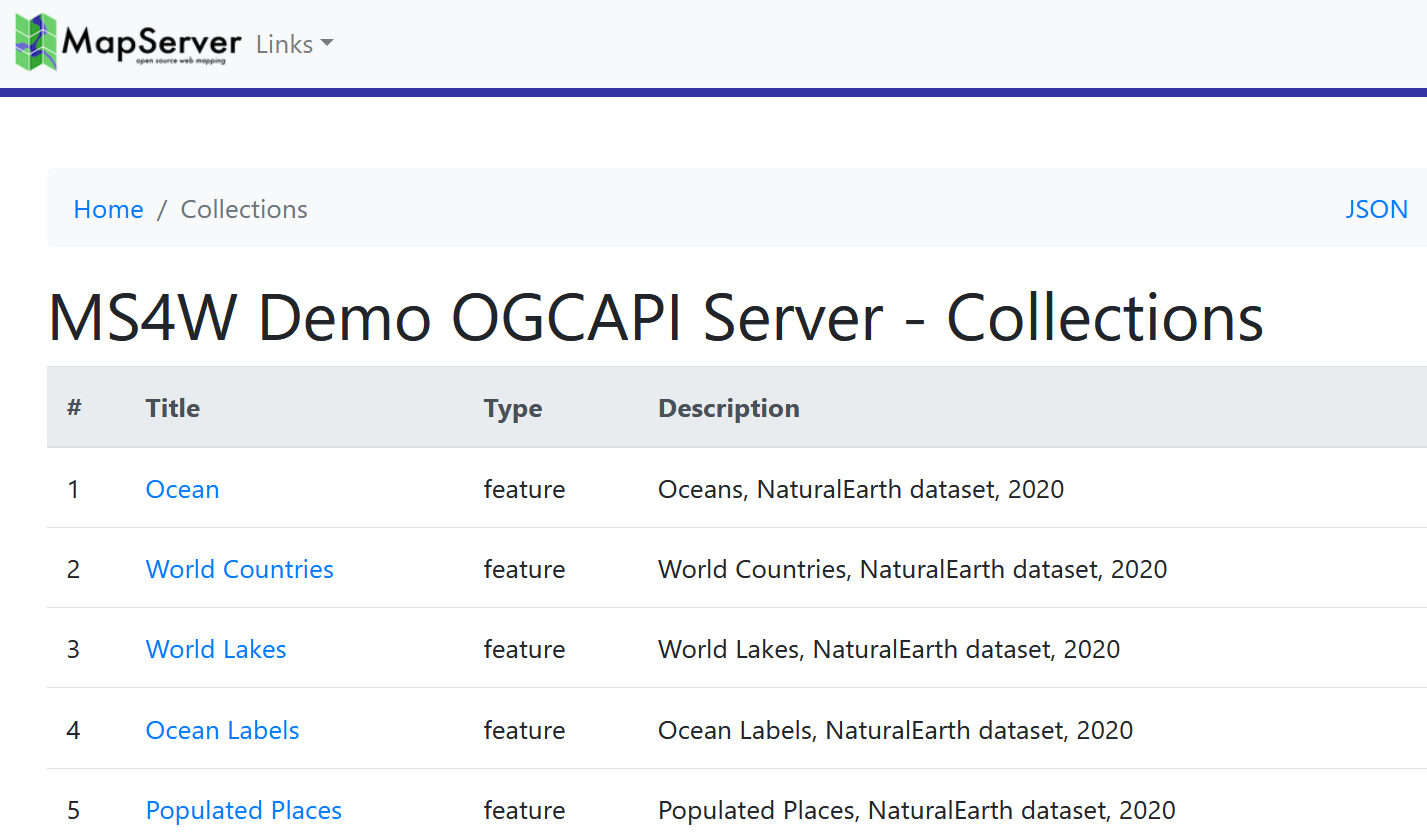 MapServer Links
open source web mapping
Home / Collections JSON
MS4W Demo OGCAPI Server - Collections
# Title Type Description
1 Ocean feature Oceans, NaturalEarth dataset, 2020
2 World Countries feature World Countries, NaturalEarth dataset, 2020
3 World Lakes feature World Lakes, NaturalEarth dataset, 2020
4 Ocean Labels feature Ocean Labels, NaturalEarth dataset, 2020
5 Populated Places feature Populated Places, NaturalEarth dataset, 2020